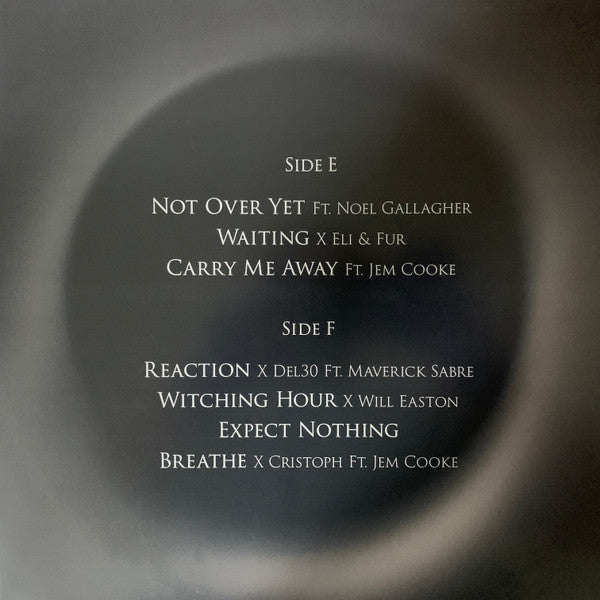 Side E
Not Over Yet Ft. Noel Gallagher
Waiting x Eli & Fur
Carry Me Away Ft. Jem Cooke
Side F
Reaction x Del30 Ft. Maverick Sabre
Witching Hour x Will Easton
Expect Nothing
Breathe x Cristoph Ft. Jem Cooke